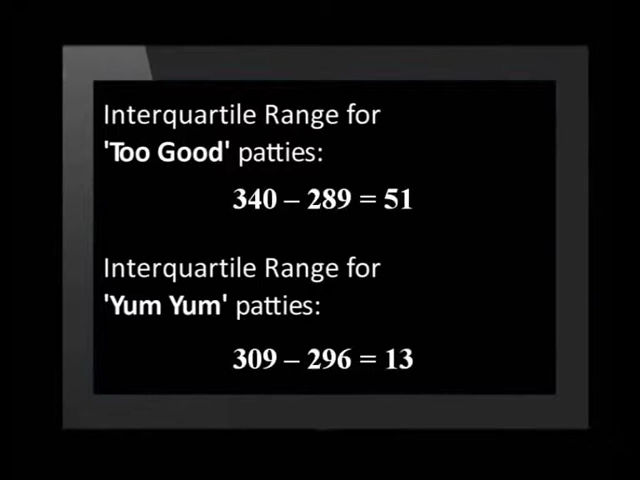 Interquartile Range for
'Too Good' patties:
340 – 289 = 51
Interquartile Range for
'Yum Yum' patties:
309 – 296 = 13